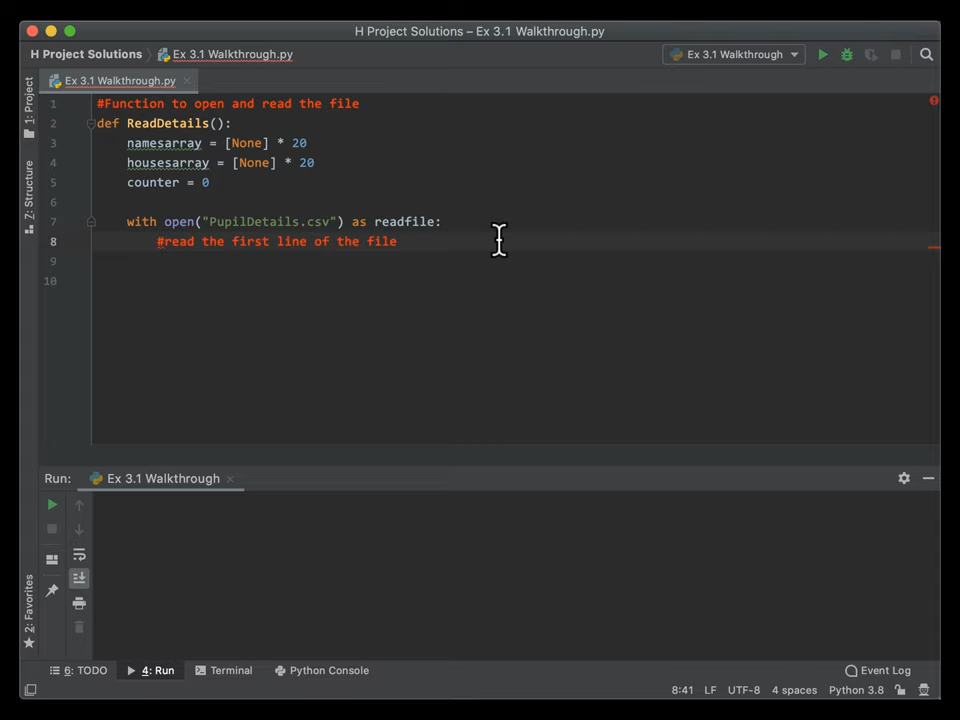 H Project Solutions – Ex 3.1 Walkthrough.py
H Project Solutions Ex 3.1 Walkthrough.py Ex 3.1 Walkthrough
Ex 3.1 Walkthrough.py
1: Project
7: Structure
2: Favorites
1 #Function to open and read the file
2 def ReadDetails():
3 namesarray = [None] * 20
4 housesarray = [None] * 20
5 counter = 0
6
7 with open("PupilDetails.csv") as readfile:
8 #read the first line of the file
9
10
Run: Ex 3.1 Walkthrough
6: TODO 4: Run Terminal Python Console Event Log
8:41 LF UTF-8 4 spaces Python 3.8